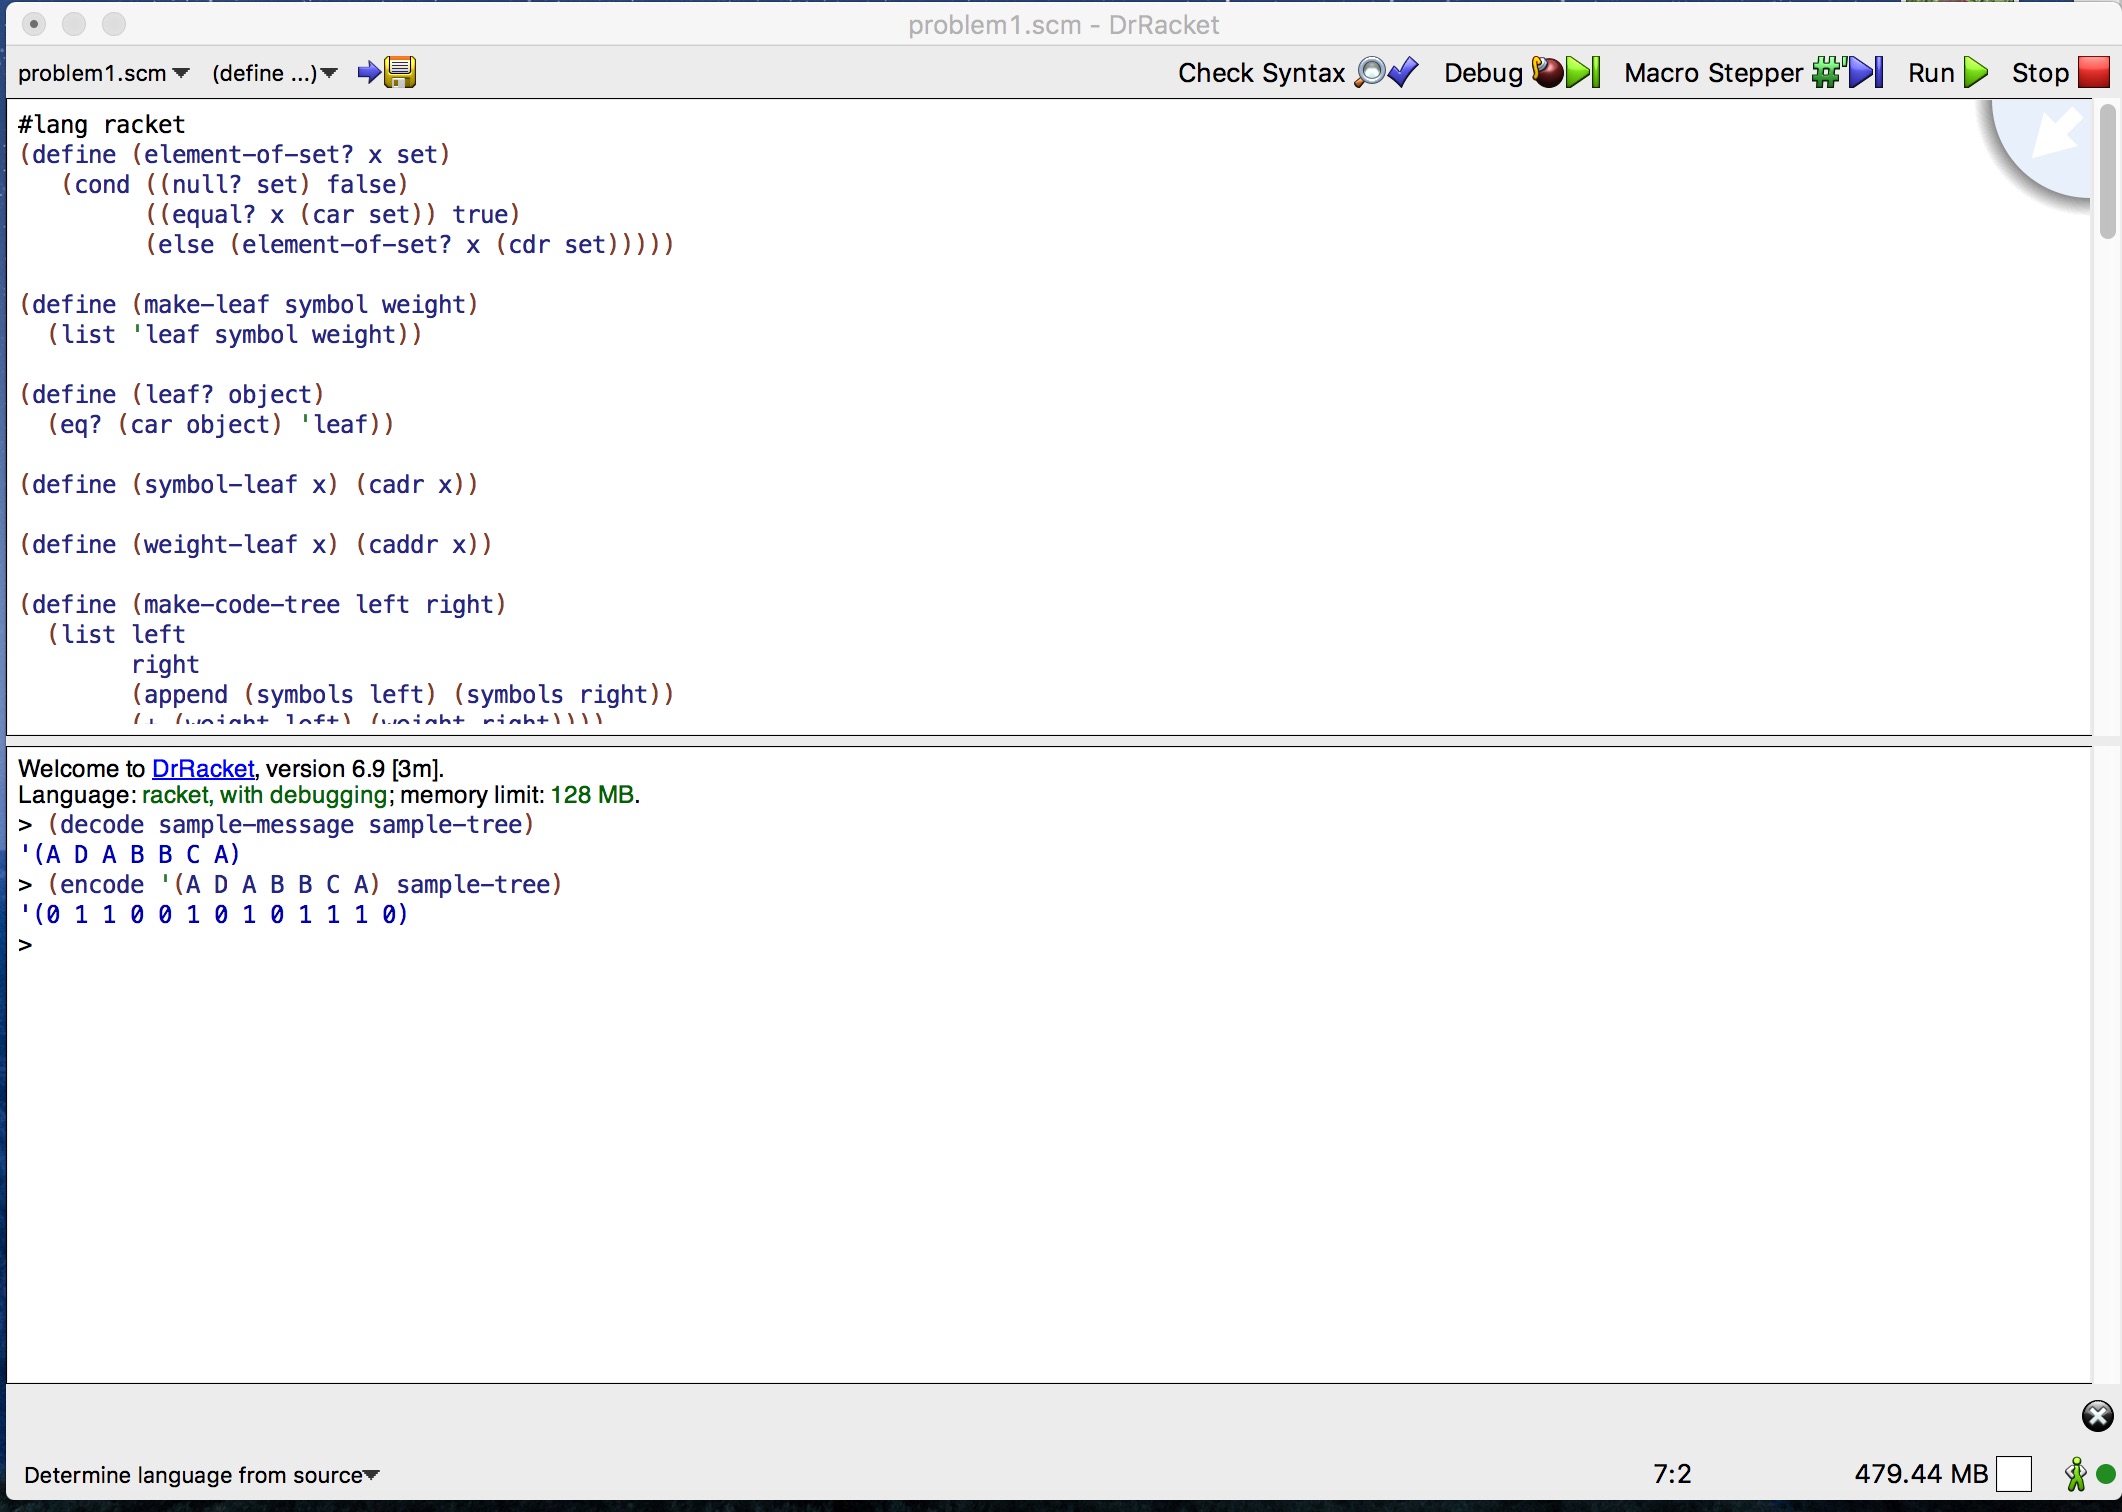 problem1.scm - DrRacket
problem1.scm (define ...) Check Syntax Debug Macro Stepper #' Run Stop
#lang racket
(define (element-of-set? x set)
   (cond ((null? set) false)
         ((equal? x (car set)) true)
         (else (element-of-set? x (cdr set)))))
(define (make-leaf symbol weight)
  (list 'leaf symbol weight))
(define (leaf? object)
  (eq? (car object) 'leaf))
(define (symbol-leaf x) (cadr x))
(define (weight-leaf x) (caddr x))
(define (make-code-tree left right)
  (list left
        right
        (append (symbols left) (symbols right))
        (+ (weight left) (weight right))))
Welcome to DrRacket, version 6.9 [3m].
Language: racket, with debugging; memory limit: 128 MB.
> (decode sample-message sample-tree)
'(A D A B B C A)
> (encode '(A D A B B C A) sample-tree)
'(0 1 1 0 0 1 0 1 0 1 1 1 0)
>
Determine language from source 7:2 479.44 MB